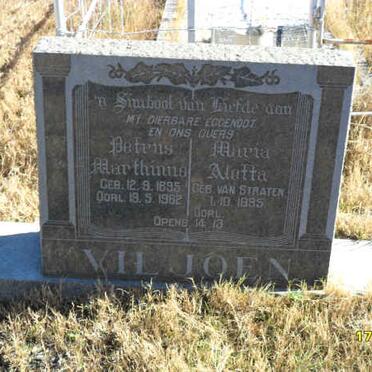 'n Simbool van Liefde aan
MY DIERBARE EGGENOOT
EN ONS OUERS
Petrus
Marthinus
GEB. 12.9.1895
OORL. 19.5.1962
Maria
Aletta
GEB. VAN STRATEN
1.10.1895
OORL.
OPENB. 14:13
VILJOEN
17